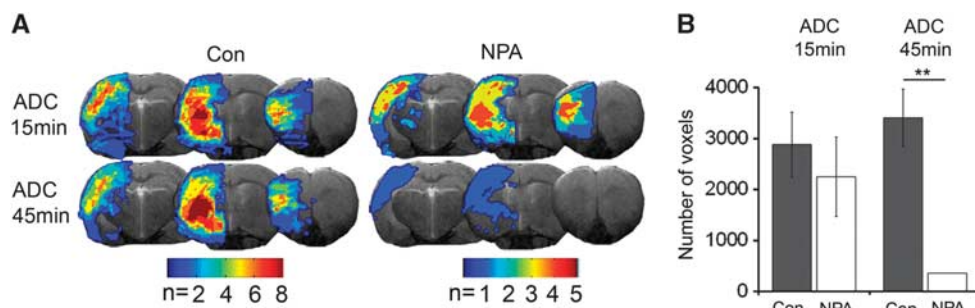 A
Con
NPA
ADC
15min
ADC
45min
n= 2 4 6 8
n= 1 2 3 4 5
B
ADC
15min
ADC
45min
**
Number of voxels
4000
3000
2000
1000
0
Con NPA Con NPA